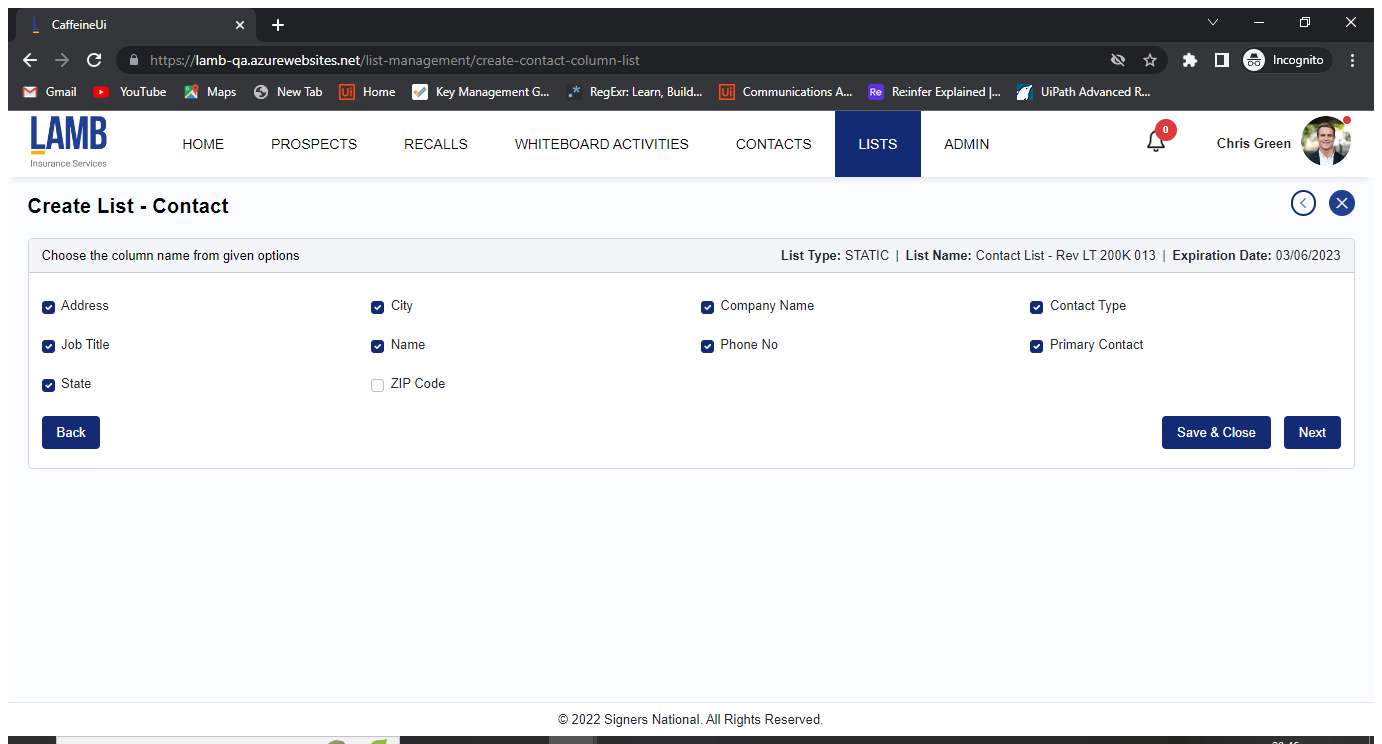 CaffeineUi
https://lamb-qa.azurewebsites.net/list-management/create-contact-column-list
Incognito
Gmail YouTube Maps New Tab Ui Home Key Management G... .* RegExr: Learn, Build... Ui Communications A... Re Reinfer Explained |... UiPath Advanced R...
LAMB
Insurance Services
HOME PROSPECTS RECALLS WHITEBOARD ACTIVITIES CONTACTS LISTS ADMIN 0 Chris Green
Create List - Contact
Choose the column name from given options List Type: STATIC | List Name: Contact List - Rev LT 200K 013 | Expiration Date: 03/06/2023
Address City Company Name Contact Type
Job Title Name Phone No Primary Contact
State ZIP Code
Back Save & Close Next
© 2022 Signers National. All Rights Reserved.